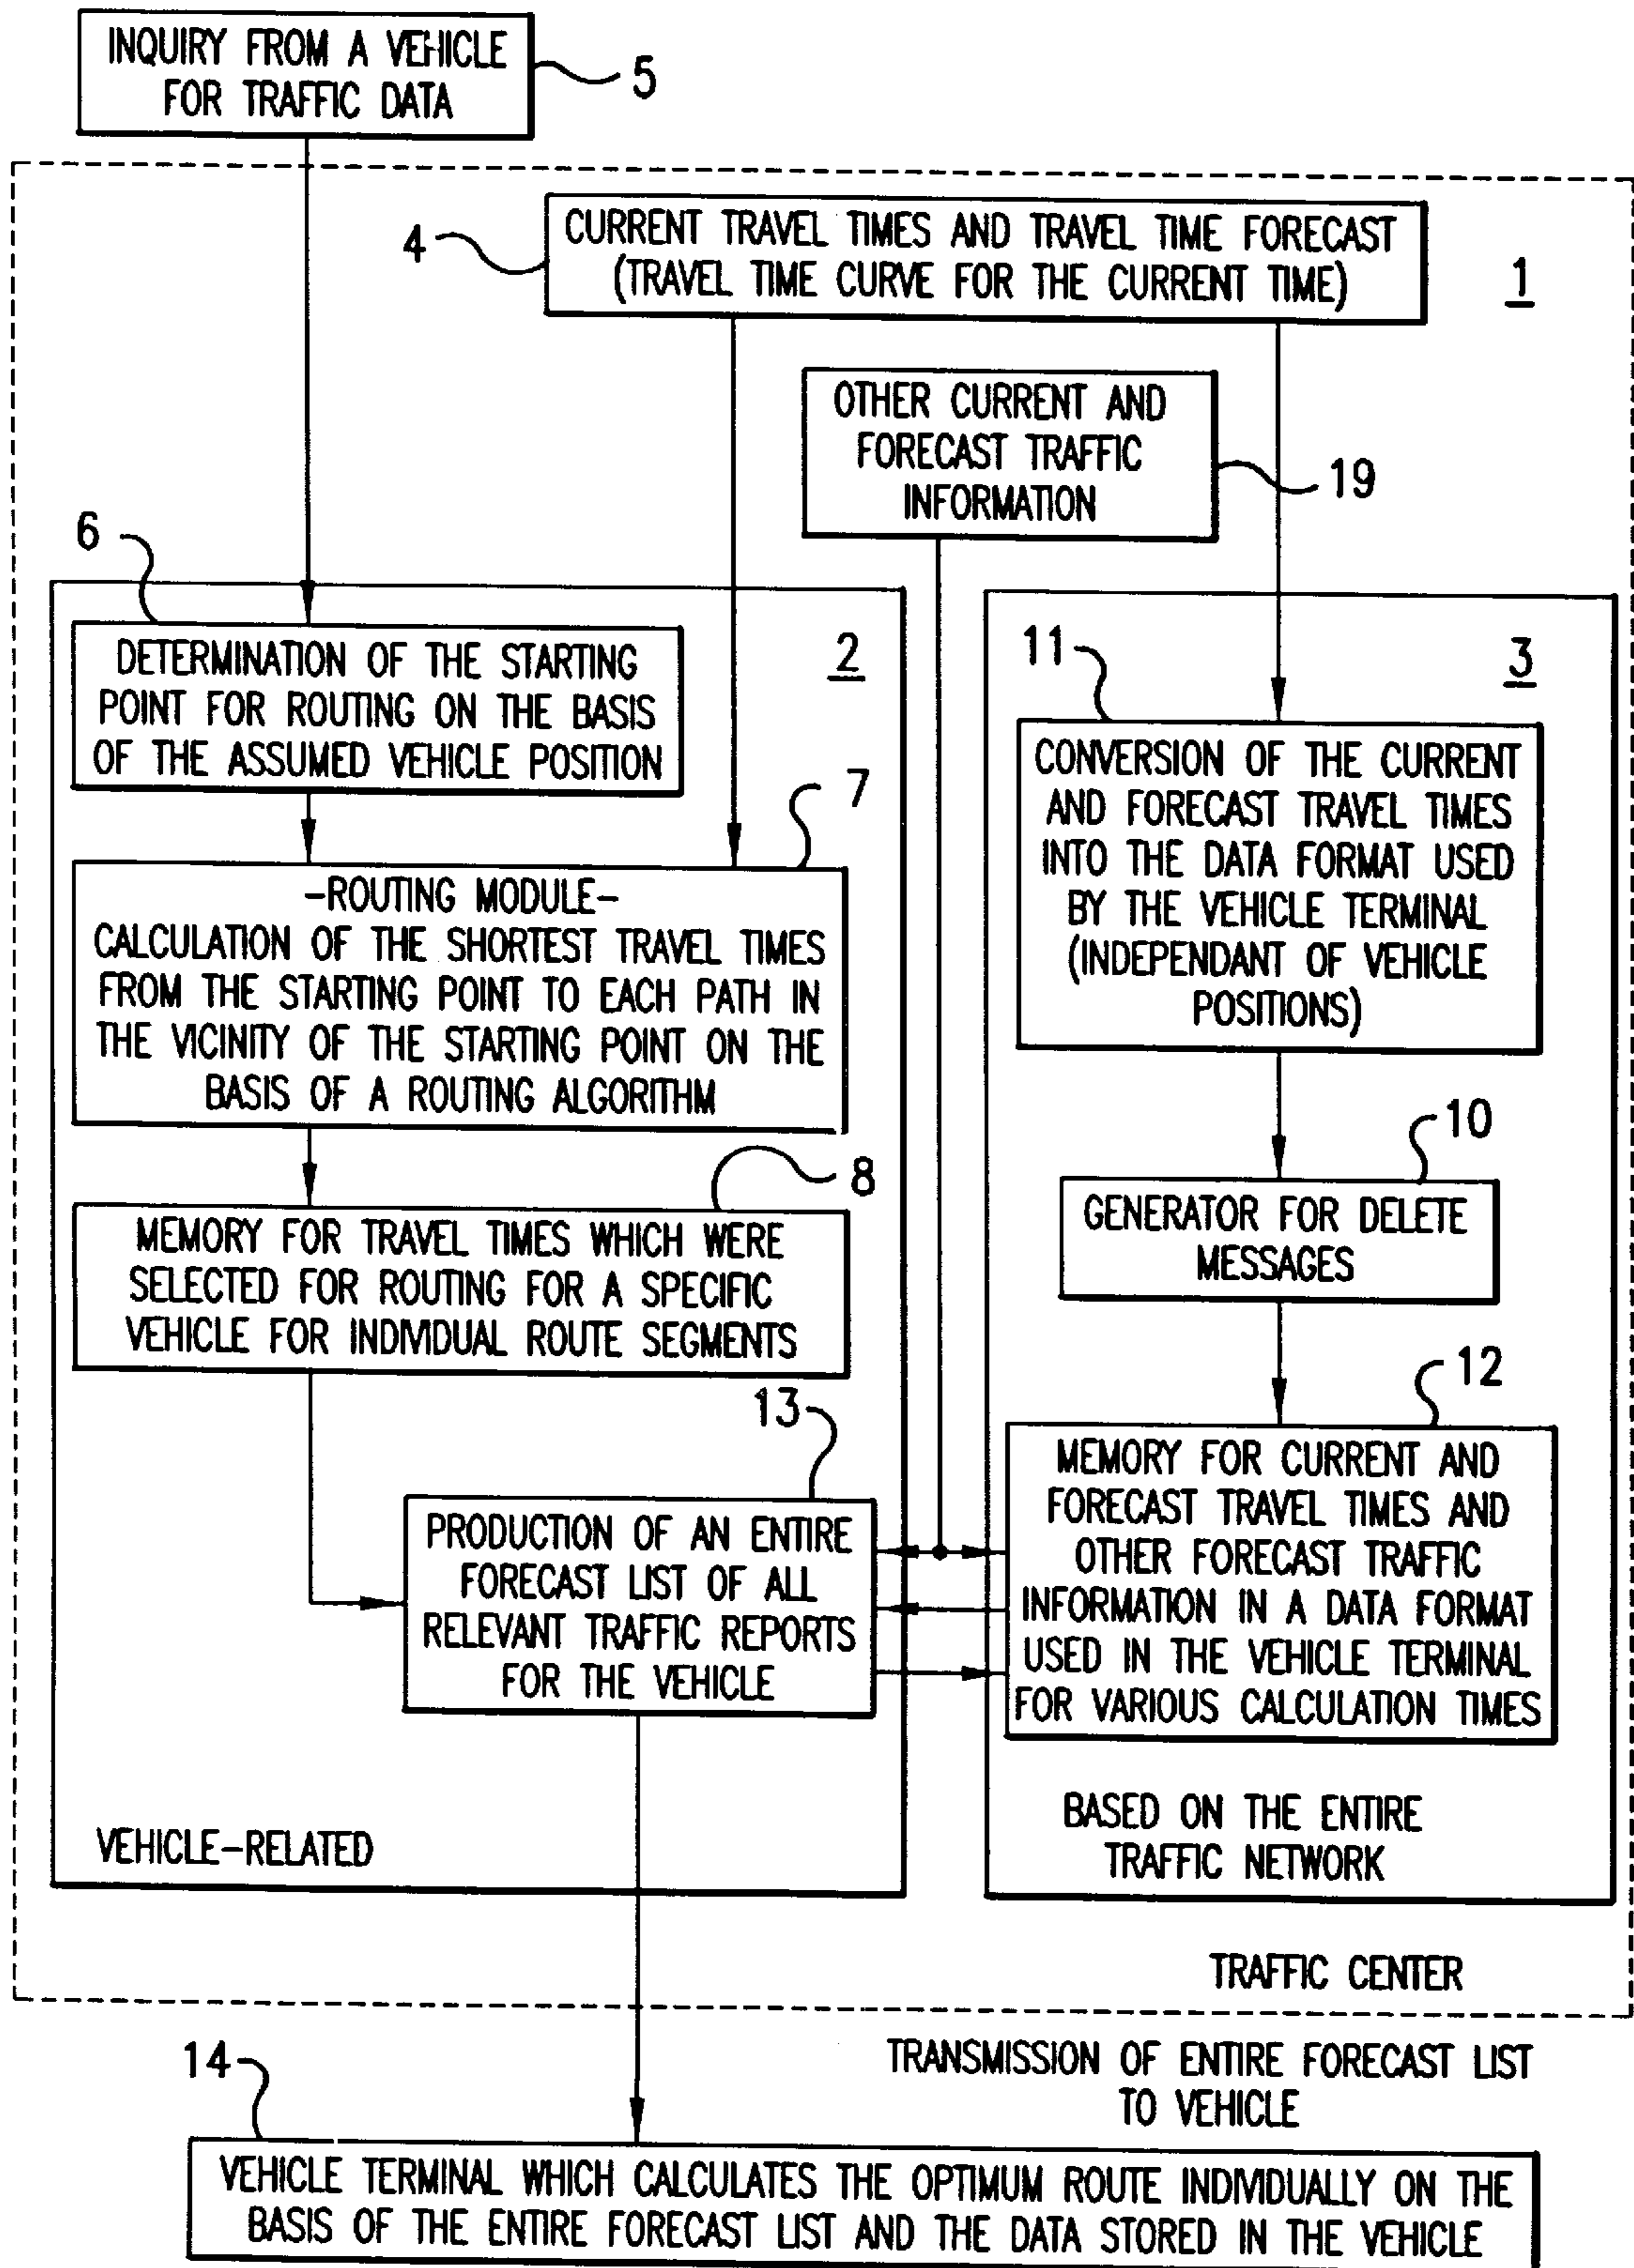 INQUIRY FROM A VEHICLE
FOR TRAFFIC DATA
5
4
CURRENT TRAVEL TIMES AND TRAVEL TIME FORECAST
(TRAVEL TIME CURVE FOR THE CURRENT TIME)
1
OTHER CURRENT AND
FORECAST TRAFFIC
INFORMATION
19
6
DETERMINATION OF THE STARTING
POINT FOR ROUTING ON THE BASIS
OF THE ASSUMED VEHICLE POSITION
2
7
-ROUTING MODULE-
CALCULATION OF THE SHORTEST TRAVEL TIMES
FROM THE STARTING POINT TO EACH PATH IN
THE VICINITY OF THE STARTING POINT ON THE
BASIS OF A ROUTING ALGORITHM
8
MEMORY FOR TRAVEL TIMES WHICH WERE
SELECTED FOR ROUTING FOR A SPECIFIC
VEHICLE FOR INDIVIDUAL ROUTE SEGMENTS
13
PRODUCTION OF AN ENTIRE
FORECAST LIST OF ALL
RELEVANT TRAFFIC REPORTS
FOR THE VEHICLE
VEHICLE-RELATED
11
3
CONVERSION OF THE CURRENT
AND FORECAST TRAVEL TIMES
INTO THE DATA FORMAT USED
BY THE VEHICLE TERMINAL
(INDEPENDANT OF VEHICLE
POSITIONS)
10
GENERATOR FOR DELETE
MESSAGES
12
MEMORY FOR CURRENT AND
FORECAST TRAVEL TIMES AND
OTHER FORECAST TRAFFIC
INFORMATION IN A DATA FORMAT
USED IN THE VEHICLE TERMINAL
FOR VARIOUS CALCULATION TIMES
BASED ON THE ENTIRE
TRAFFIC NETWORK
TRAFFIC CENTER
TRANSMISSION OF ENTIRE FORECAST LIST
TO VEHICLE
14
VEHICLE TERMINAL WHICH CALCULATES THE OPTIMUM ROUTE INDIVIDUALLY ON THE
BASIS OF THE ENTIRE FORECAST LIST AND THE DATA STORED IN THE VEHICLE